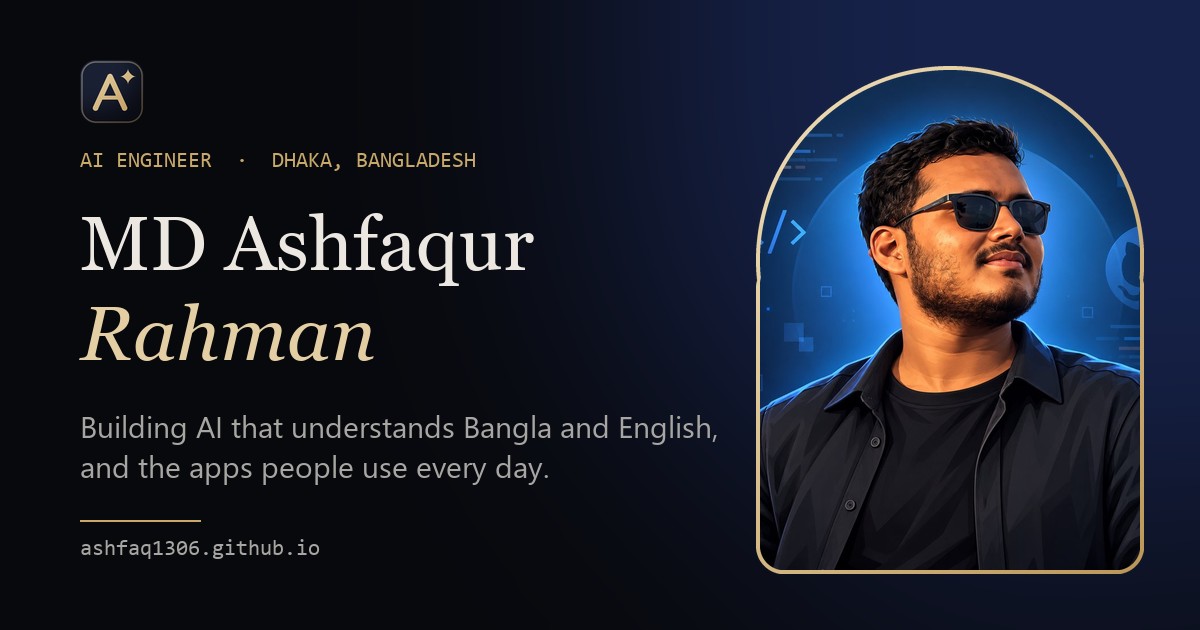 A
AI ENGINEER · DHAKA, BANGLADESH
MD Ashfaqur
Rahman
Building AI that understands Bangla and English,
and the apps people use every day.
ashfaq1306.github.io
/>